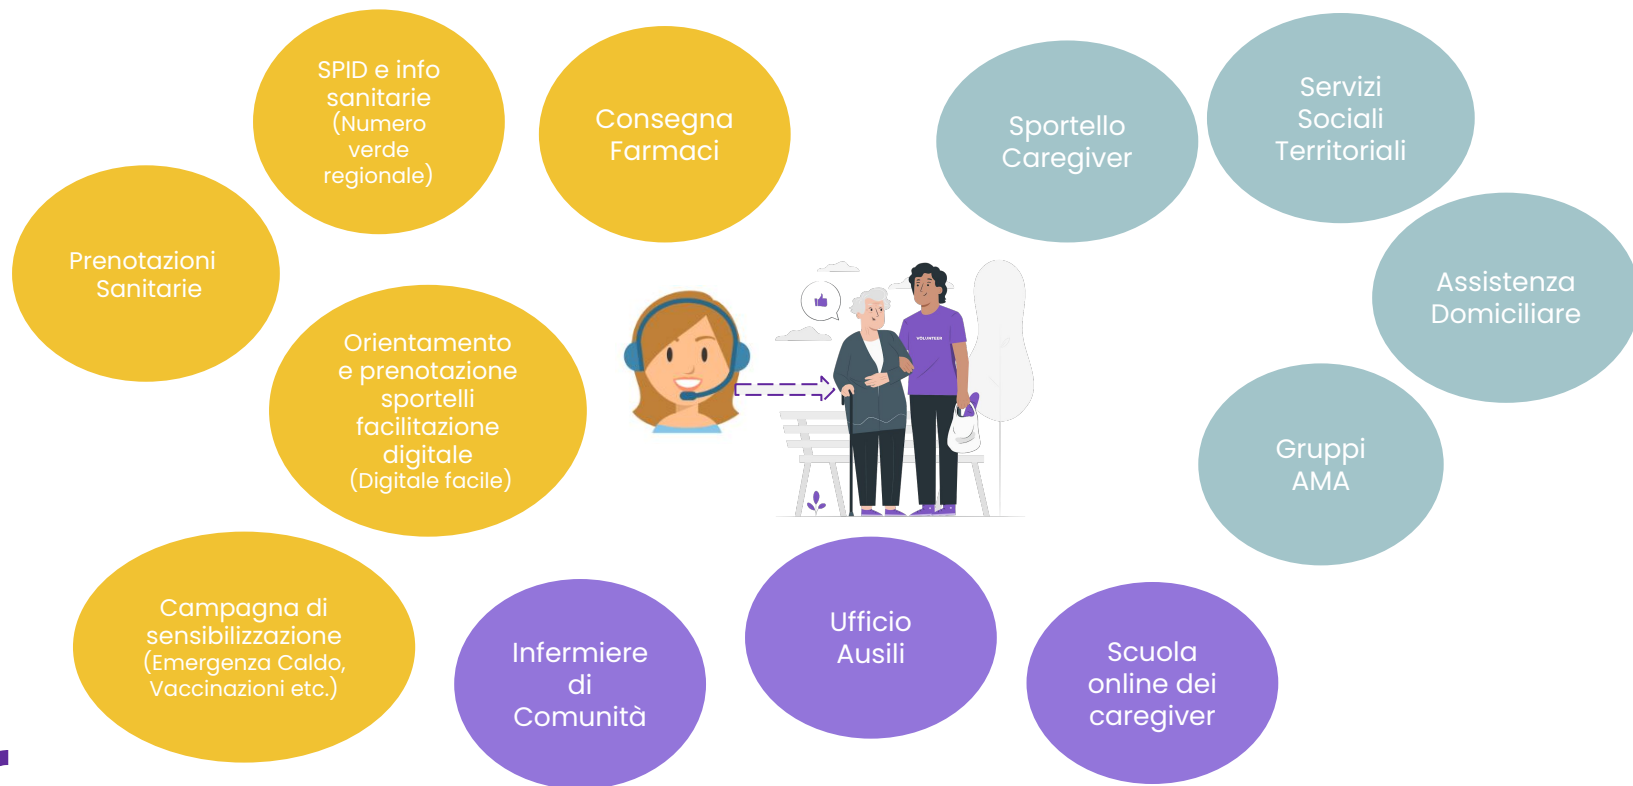 SPID e info
sanitarie
(Numero
verde
regionale)
Consegna
Farmaci
Sportello
Caregiver
Servizi
Sociali
Territoriali
Prenotazioni
Sanitarie
Assistenza
Domiciliare
Orientamento
e prenotazione
sportelli
facilitazione
digitale
(Digitale facile)
VOLUNTEER
Gruppi
AMA
Campagna di
sensibilizzazione
(Emergenza Caldo,
Vaccinazioni etc.)
Infermiere
di
Comunità
Ufficio
Ausili
Scuola
online dei
caregiver